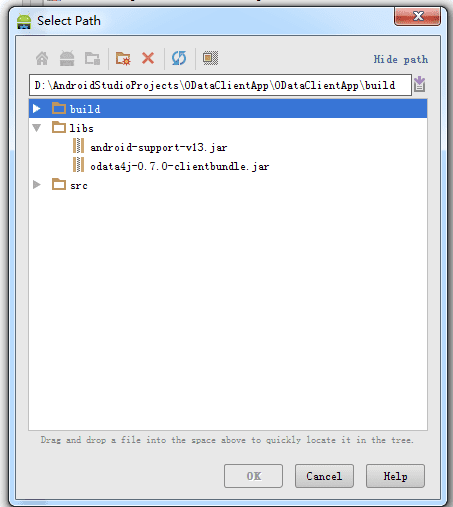 Select Path
Hide path
D:\AndroidStudioProjects\ODataClientApp\ODataClientApp\build
build
libs
android-support-v13.jar
odata4j-0.7.0-clientbundle.jar
src
Drag and drop a file into the space above to quickly locate it in the tree.
OK Cancel Help